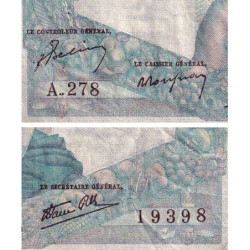 LE CONTROLEUR GÉNÉRAL,
LE CAISSIER GÉNÉRAL,
A..278
LE SECRÉTAIRE GÉNÉRAL,
19398